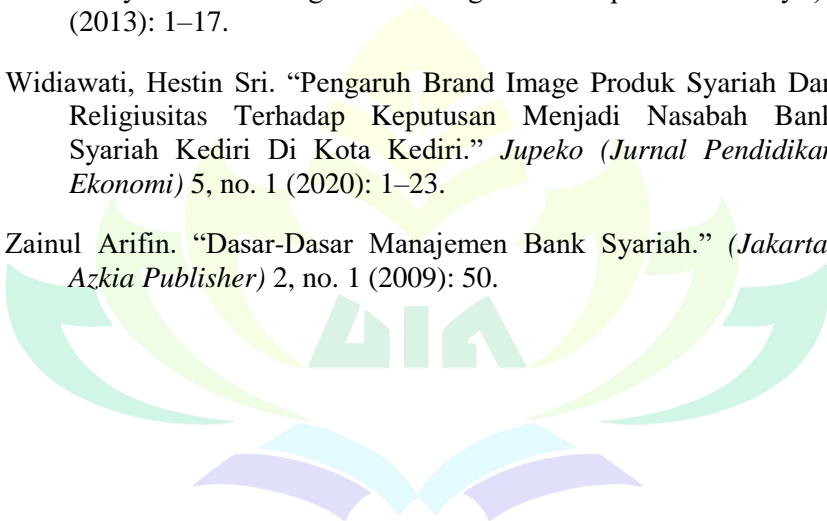 (2013): 1–17.
Widiawati, Hestin Sri. “Pengaruh Brand Image Produk Syariah Dan
Religiusitas Terhadap Keputusan Menjadi Nasabah Bank
Syariah Kediri Di Kota Kediri.” Jupeko (Jurnal Pendidikan
Ekonomi) 5, no. 1 (2020): 1–23.
Zainul Arifin. “Dasar-Dasar Manajemen Bank Syariah.” (Jakarta
Azkia Publisher) 2, no. 1 (2009): 50.
UIN